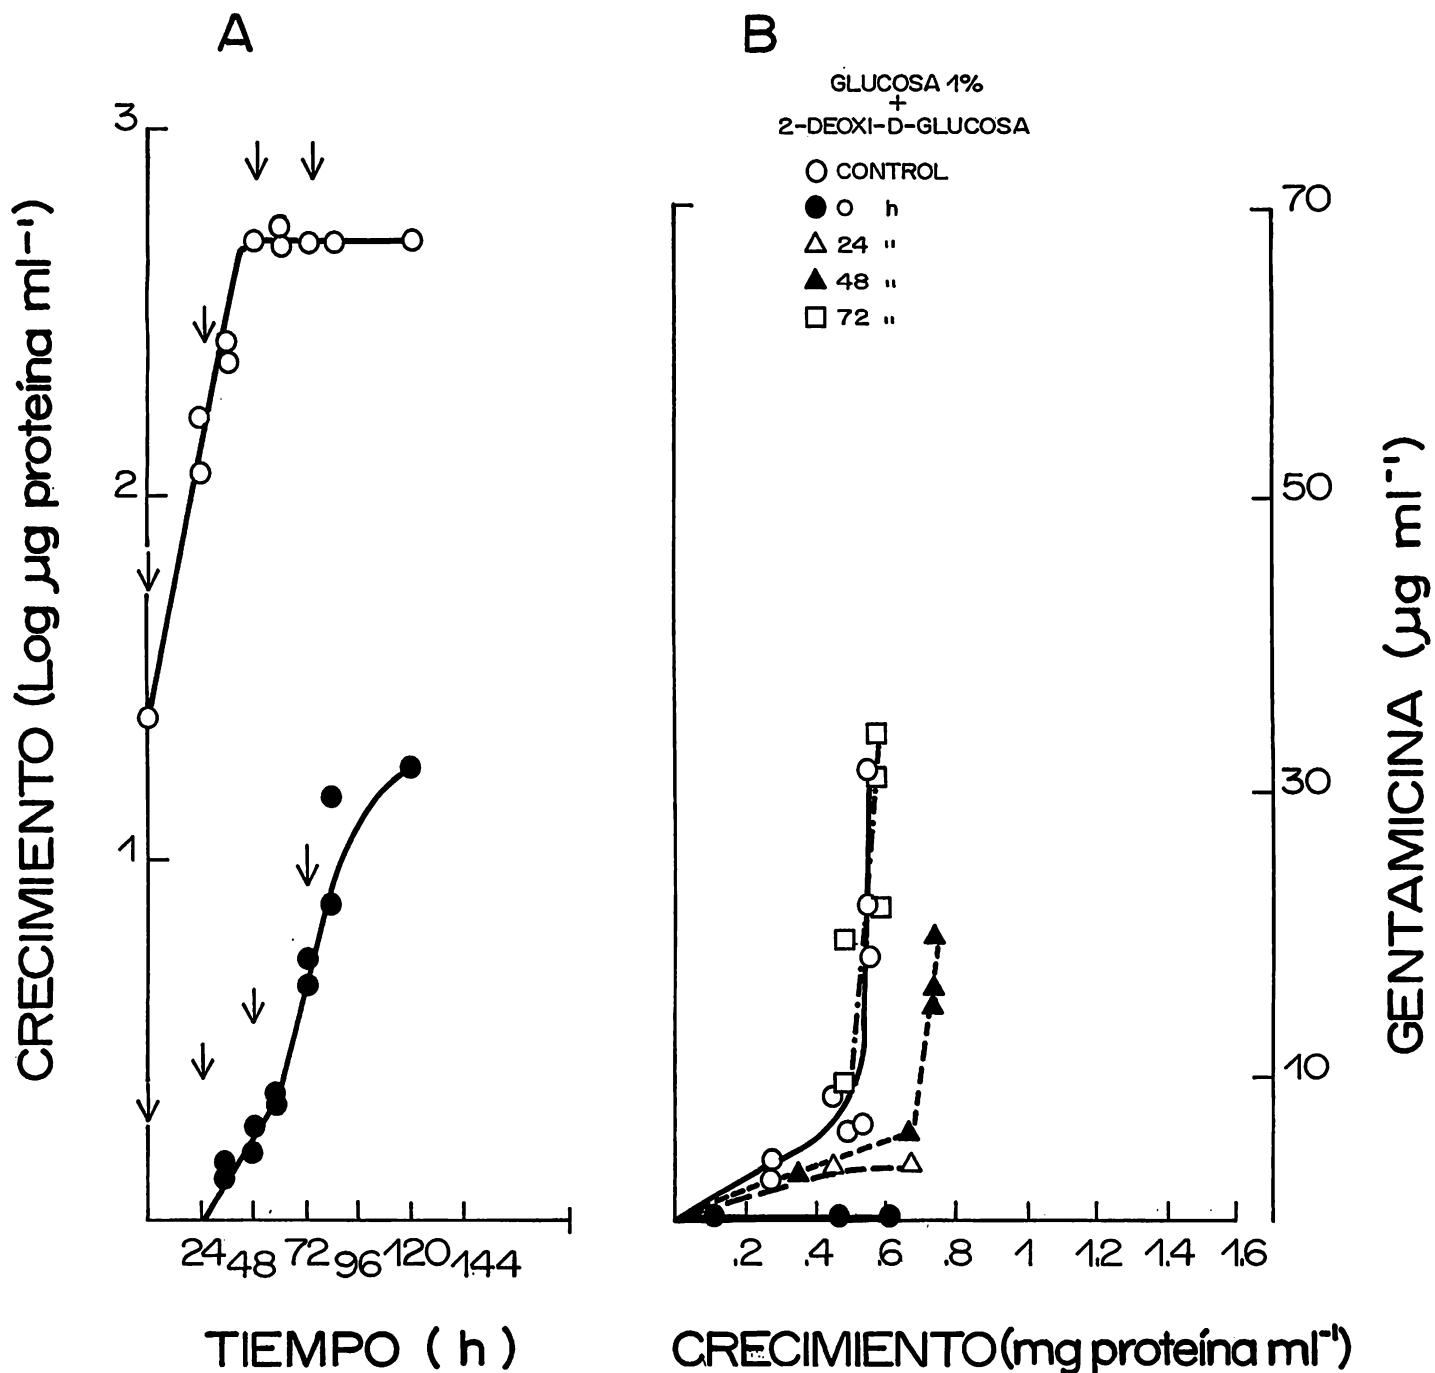 A
B
GLUCOSA 1%
+
2-DEOXI-D-GLUCOSA
CONTROL
0 h
24 "
48 "
72 "
3
2
1
CRECIMIENTO (Log µg proteína ml⁻¹)
24 48 72 96 120 144
TIEMPO (h)
70
50
30
10
GENTAMICINA (µg ml⁻¹)
.2 .4 .6 .8 1 1.2 1.4 1.6
CRECIMIENTO (mg proteína ml⁻¹)